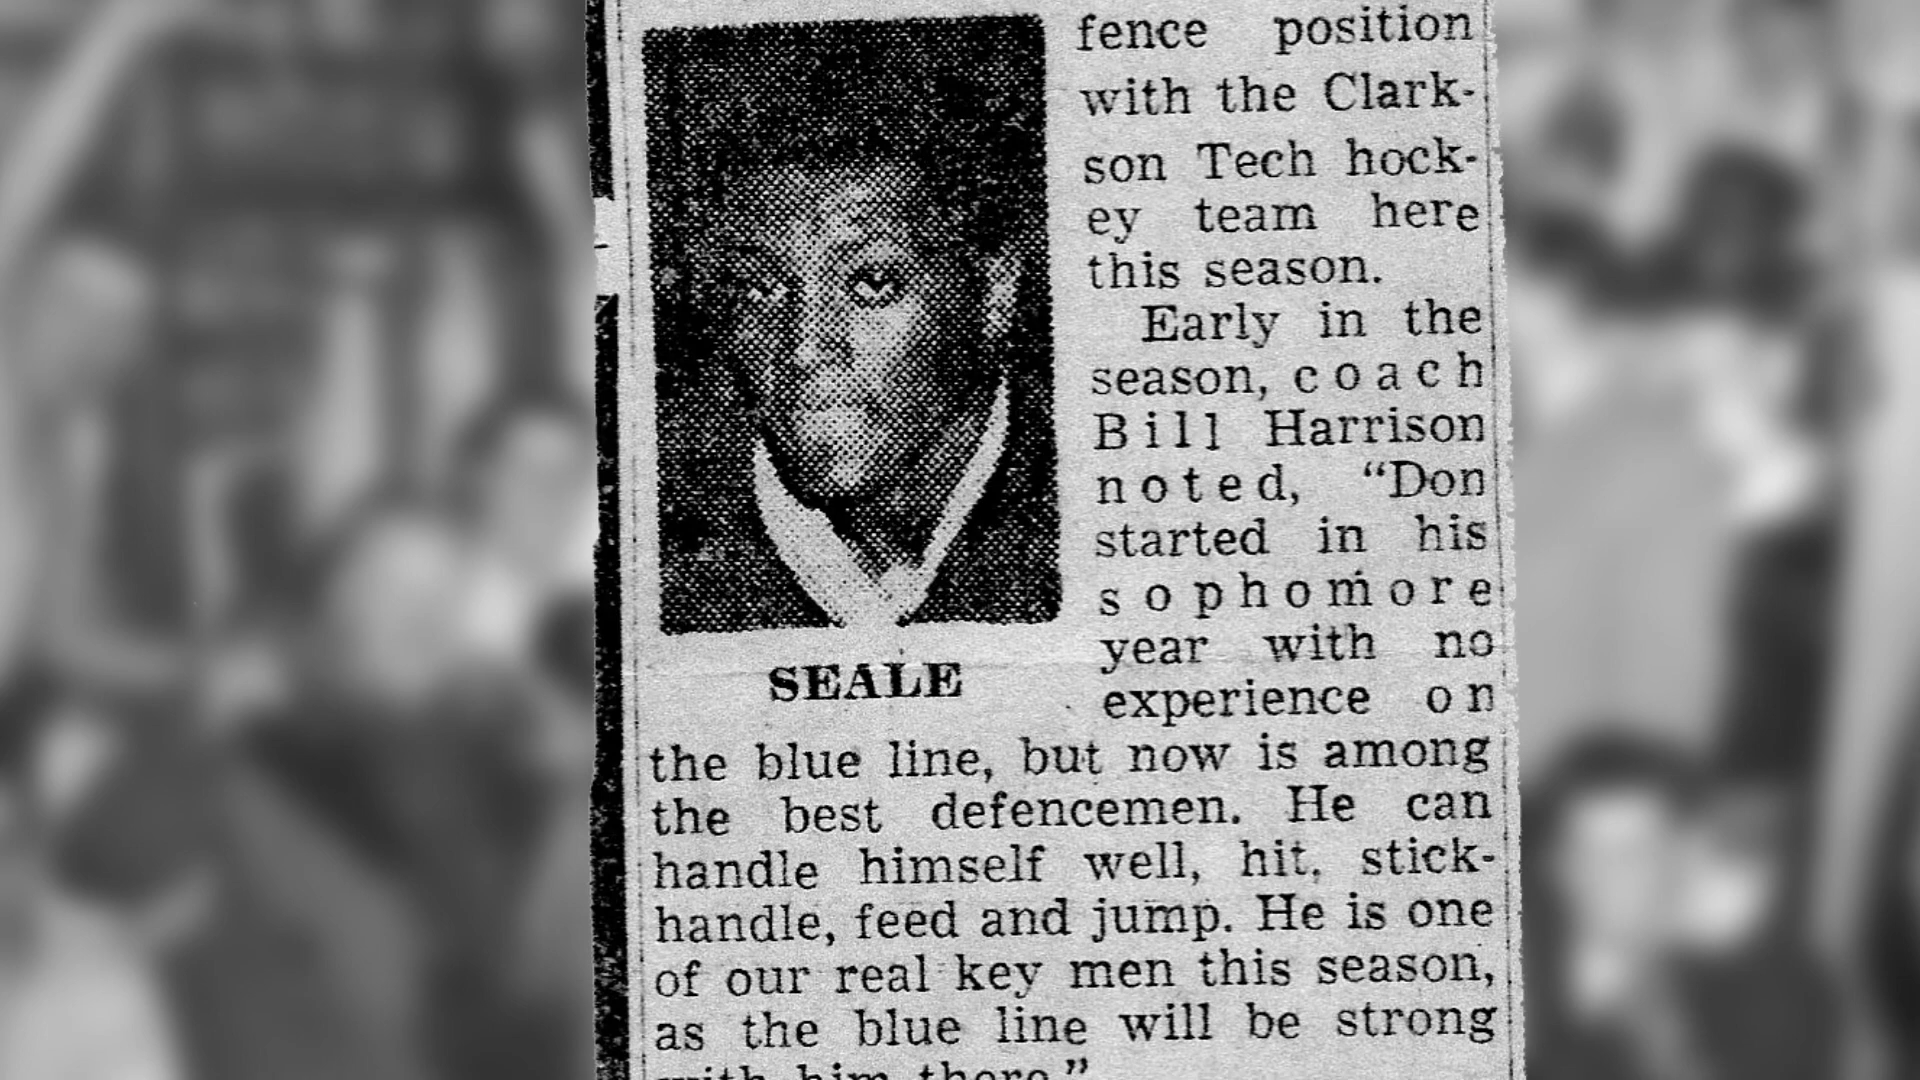 fence position
with the Clark-
son Tech hock-
ey team here
this season.
Early in the
season, coach
Bill Harrison
noted, "Don
started in his
sophomore
year with no
experience on
SEALE
the blue line, but now is among
the best defencemen. He can
handle himself well, hit, stick-
handle, feed and jump. He is one
of our real key men this season,
as the blue line will be strong
with him there."